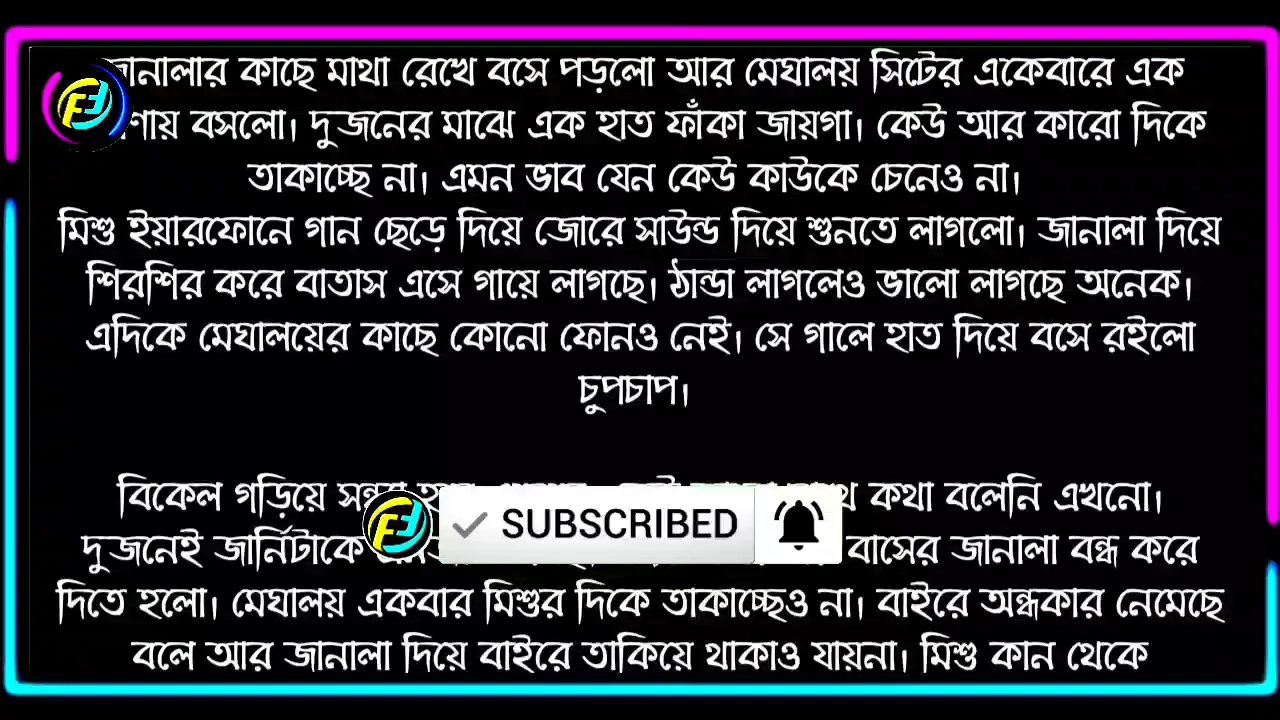 কাছে মাথা রেখে বসে পড়লো আর মেঘালয় সিটের একেবারে এক
বসলো। দুজনের মাঝে এক হাত ফাঁকা জায়গা। কেউ আর কারো দিকে
তাকাচ্ছে না। এমন ভাব যেন কেউ কাউকে চেনেও না।
মিশু ইয়ারফোনে গান ছেড়ে দিয়ে জোরে সাউন্ড দিয়ে শুনতে লাগলো। জানালা দিয়ে
শিরশির করে বাতাস এসে গায়ে লাগছে। ঠান্ডা লাগলেও ভালো লাগছে অনেক।
এদিকে মেঘালয়ের কাছে কোনো ফোনও নেই। সে গালে হাত দিয়ে বসে রইলো
চুপচাপ।
বিকেল গড়িয়ে কথা বলেনি এখনো।
দুজনেই জার্নিটাকে বাসের জানালা বন্ধ করে
SUBSCRIBED
দিতে হলো। মেঘালয় একবার মিশুর দিকে তাকাচ্ছেও না। বাইরে অন্ধকার নেমেছে
বলে আর জানালা দিয়ে বাইরে তাকিয়ে থাকাও যায়না। মিশু কান থেকে